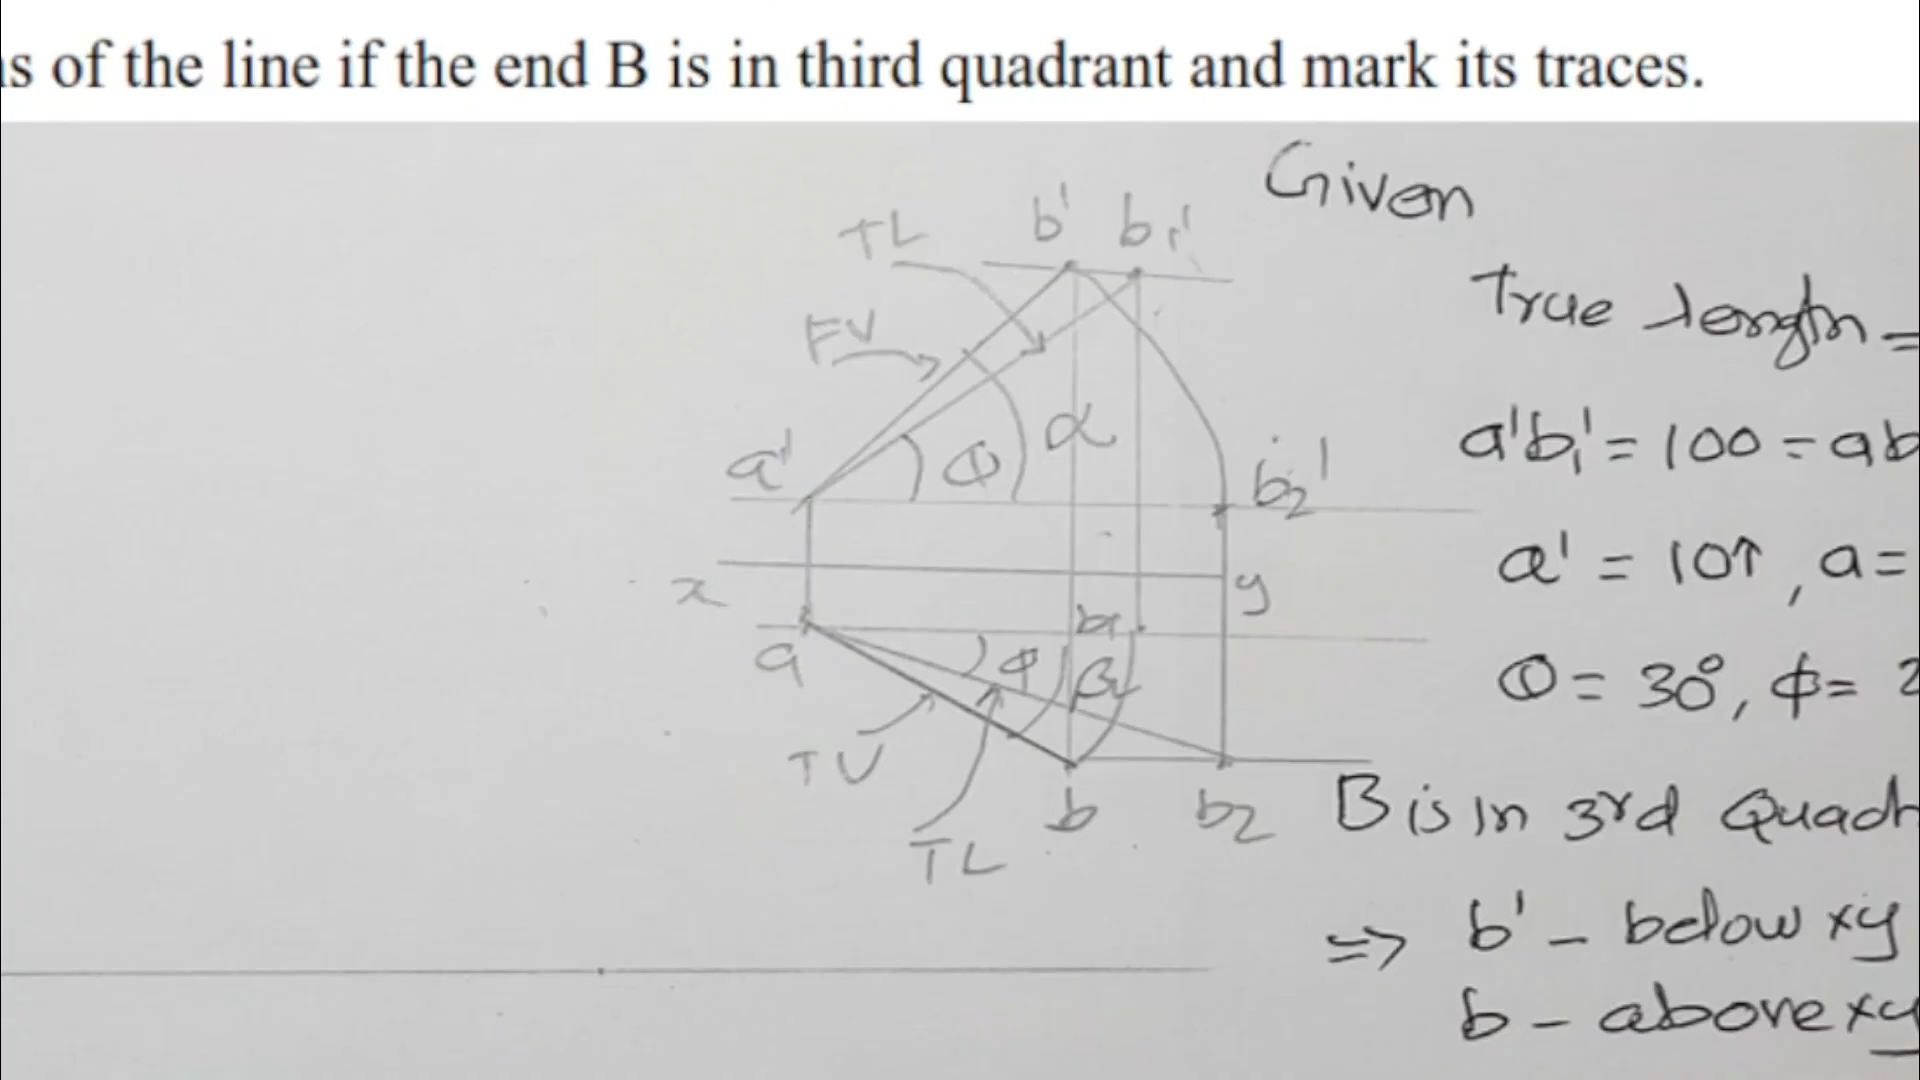 s of the line if the end B is in third quadrant and mark its traces.
Given
True length =
a'b₁' = 100 = ab
a' = 10↑, a =
θ = 30°, ϕ = 2
B is in 3rd Quad
=> b' - below xy
b - above xy
TL
b' b₁'
FV
a' θ α b₂'
x y
b₁
a ϕ β
TV
b b₂
TL